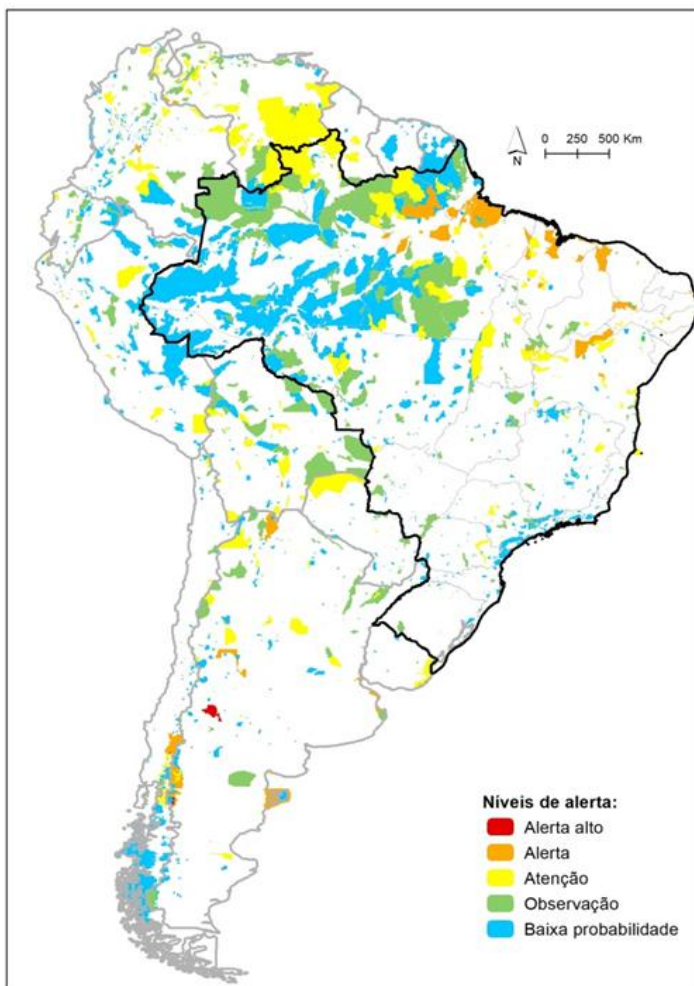 N
0 250 500 Km
Níveis de alerta:
Alerta alto
Alerta
Atenção
Observação
Baixa probabilidade